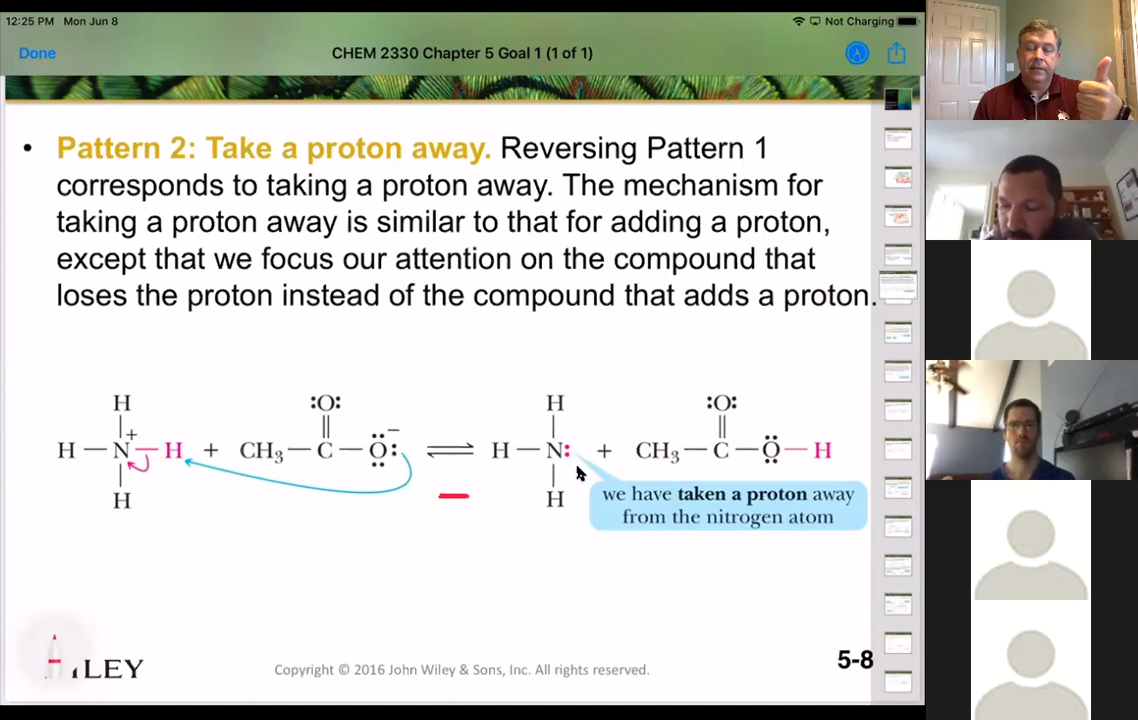 12:25 PM Mon Jun 8
Not Charging
Done
CHEM 2330 Chapter 5 Goal 1 (1 of 1)
• Pattern 2: Take a proton away. Reversing Pattern 1
corresponds to taking a proton away. The mechanism for
taking a proton away is similar to that for adding a proton,
except that we focus our attention on the compound that
loses the proton instead of the compound that adds a proton.
H :O: H :O:
H—N+—H + CH₃—C—Ö:⁻ ⇌ H—N: + CH₃—C—Ö—H
H H
we have taken a proton away
from the nitrogen atom
LEY
Copyright © 2016 John Wiley & Sons, Inc. All rights reserved.
5-8